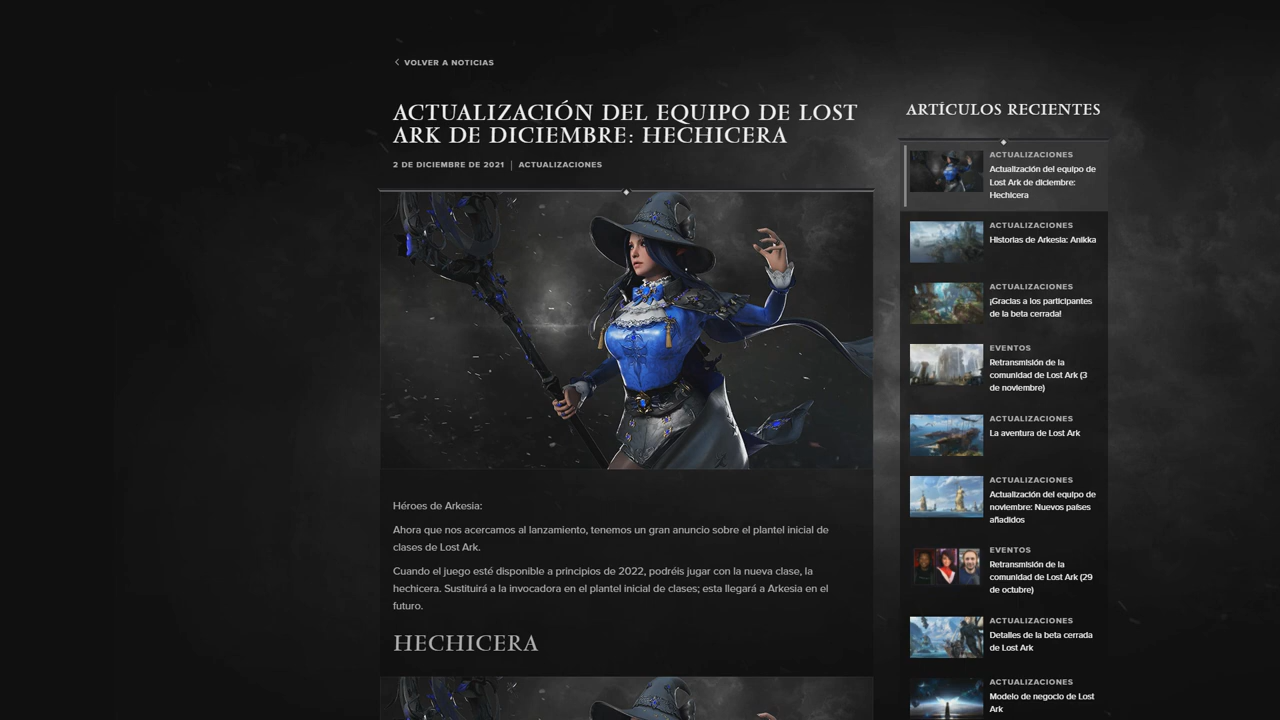 VOLVER A NOTICIAS
ACTUALIZACIÓN DEL EQUIPO DE LOST
ARK DE DICIEMBRE: HECHICERA
2 DE DICIEMBRE DE 2021 | ACTUALIZACIONES
Héroes de Arkesia:
Ahora que nos acercamos al lanzamiento, tenemos un gran anuncio sobre el plantel inicial de
clases de Lost Ark.
Cuando el juego esté disponible a principios de 2022, podréis jugar con la nueva clase, la
hechicera. Sustituirá a la invocadora en el plantel inicial de clases; esta llegará a Arkesia en el
futuro.
HECHICERA
ARTÍCULOS RECIENTES
ACTUALIZACIONES
Actualización del equipo de
Lost Ark de diciembre:
Hechicera
ACTUALIZACIONES
Historias de Arkesia: Anikka
ACTUALIZACIONES
¡Gracias a los participantes
de la beta cerrada!
EVENTOS
Retransmisión de la
comunidad de Lost Ark (3
de noviembre)
ACTUALIZACIONES
La aventura de Lost Ark
ACTUALIZACIONES
Actualización del equipo de
noviembre: Nuevos países
añadidos
EVENTOS
Retransmisión de la
comunidad de Lost Ark (29
de octubre)
ACTUALIZACIONES
Detalles de la beta cerrada
de Lost Ark
ACTUALIZACIONES
Modelo de negocio de Lost
Ark